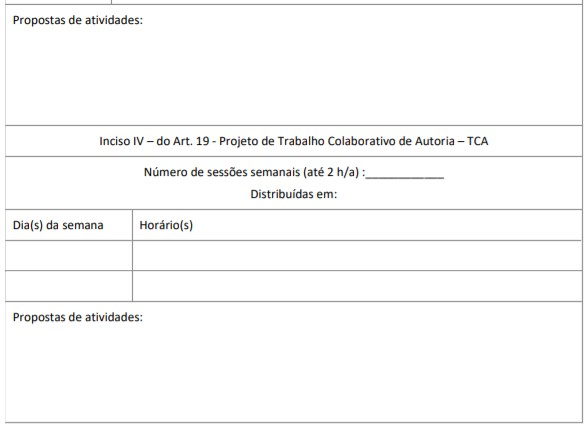 Propostas de atividades:
Inciso IV – do Art. 19 - Projeto de Trabalho Colaborativo de Autoria – TCA
Número de sessões semanais (até 2 h/a) :_____________
Distribuídas em:
Dia(s) da semana
Horário(s)
Propostas de atividades: